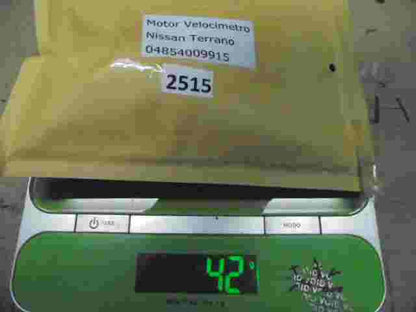 Motor Velocimetro
Nissan Terrano
04854009915
2515
MODO
42